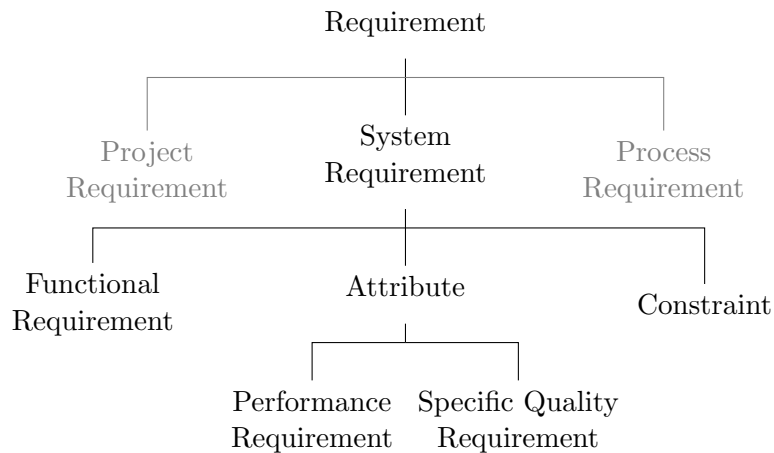 Requirement
Project
Requirement
System
Requirement
Process
Requirement
Functional
Requirement
Attribute
Constraint
Performance
Requirement
Specific Quality
Requirement